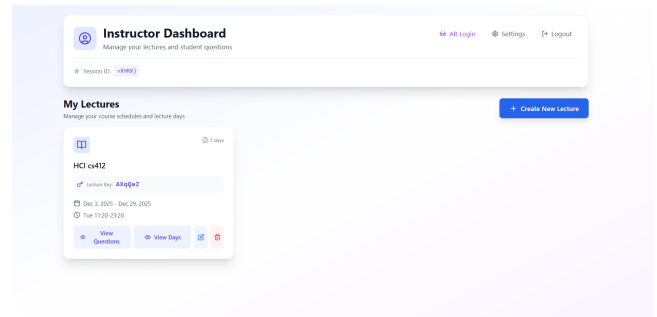 Instructor Dashboard
Manage your lectures and student questions
AR Login
Settings
Logout
# Session ID: vXHRXj
My Lectures
Manage your course schedules and lecture days
+ Create New Lecture
3 days
HCI cs412
Lecture Key: AXqQaZ
Dec 3, 2025 - Dec 29, 2025
Tue 11:20-23:20
View Questions
View Days